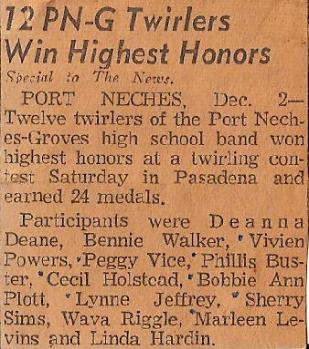 12 PN-G Twirlers
Win Highest Honors
Special to The News.
PORT NECHES, Dec. 2—
Twelve twirlers of the Port Nech-
es-Groves high school band won
highest honors at a twirling con-
test Saturday in Pasadena and
earned 24 medals.
Participants were Deanna
Deane, Bennie Walker, Vivien
Powers, Peggy Vice, Phillis Bus-
ter, Cecil Holstead, Bobbie Ann
Plott, Lynne Jeffrey, Sherry
Sims, Wava Riggle, Marleen Le-
vins and Linda Hardin.